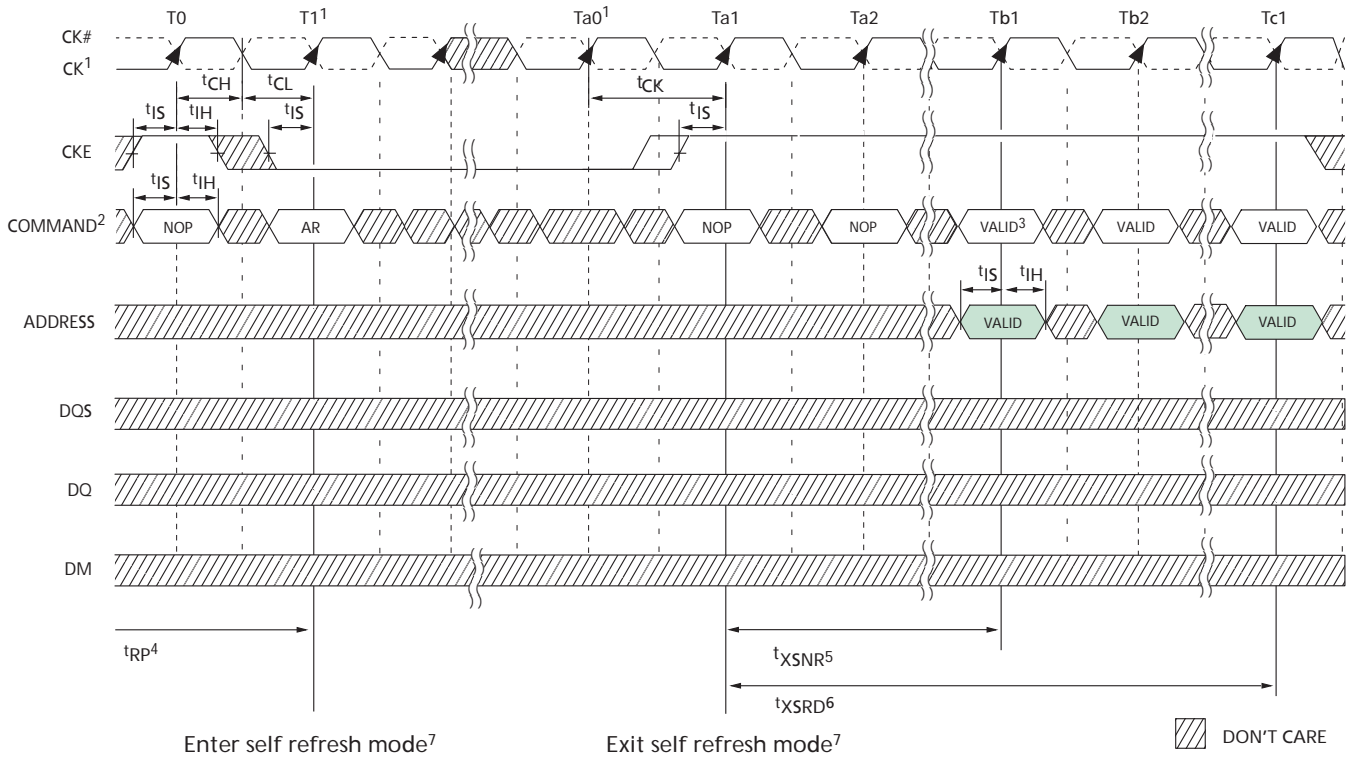 T0 T1¹ Ta0¹ Ta1 Ta2 Tb1 Tb2 Tc1
CK#
CK¹
tCH tCL tCK
tIS tIH tIS tIS
CKE
tIS tIH
COMMAND² NOP AR NOP NOP VALID³ VALID VALID
tIS tIH
ADDRESS VALID VALID VALID
DQS
DQ
DM
tRP⁴ tXSNR⁵
tXSRD⁶
Enter self refresh mode⁷ Exit self refresh mode⁷ DON'T CARE